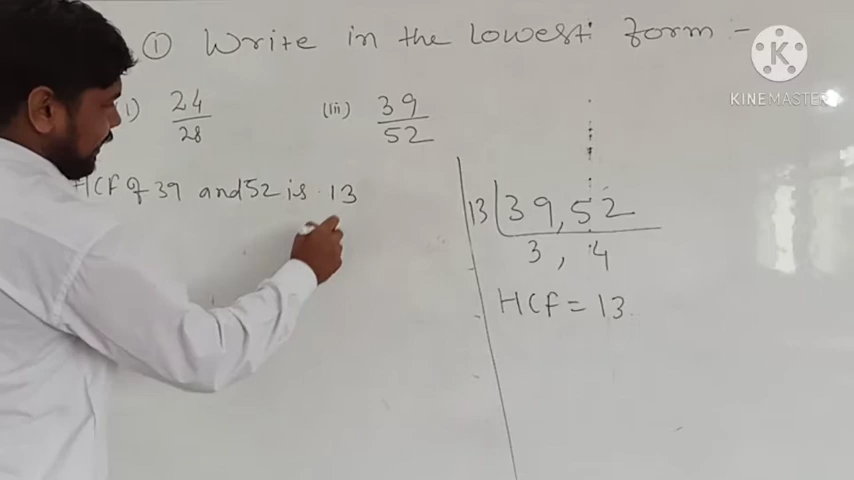 ① Write in the Lowest form -
i) 24/28 (iii) 39/52
HCF of 39 and 52 is 13
13 | 39, 52
3, 4
HCF = 13
K
KINEMASTER